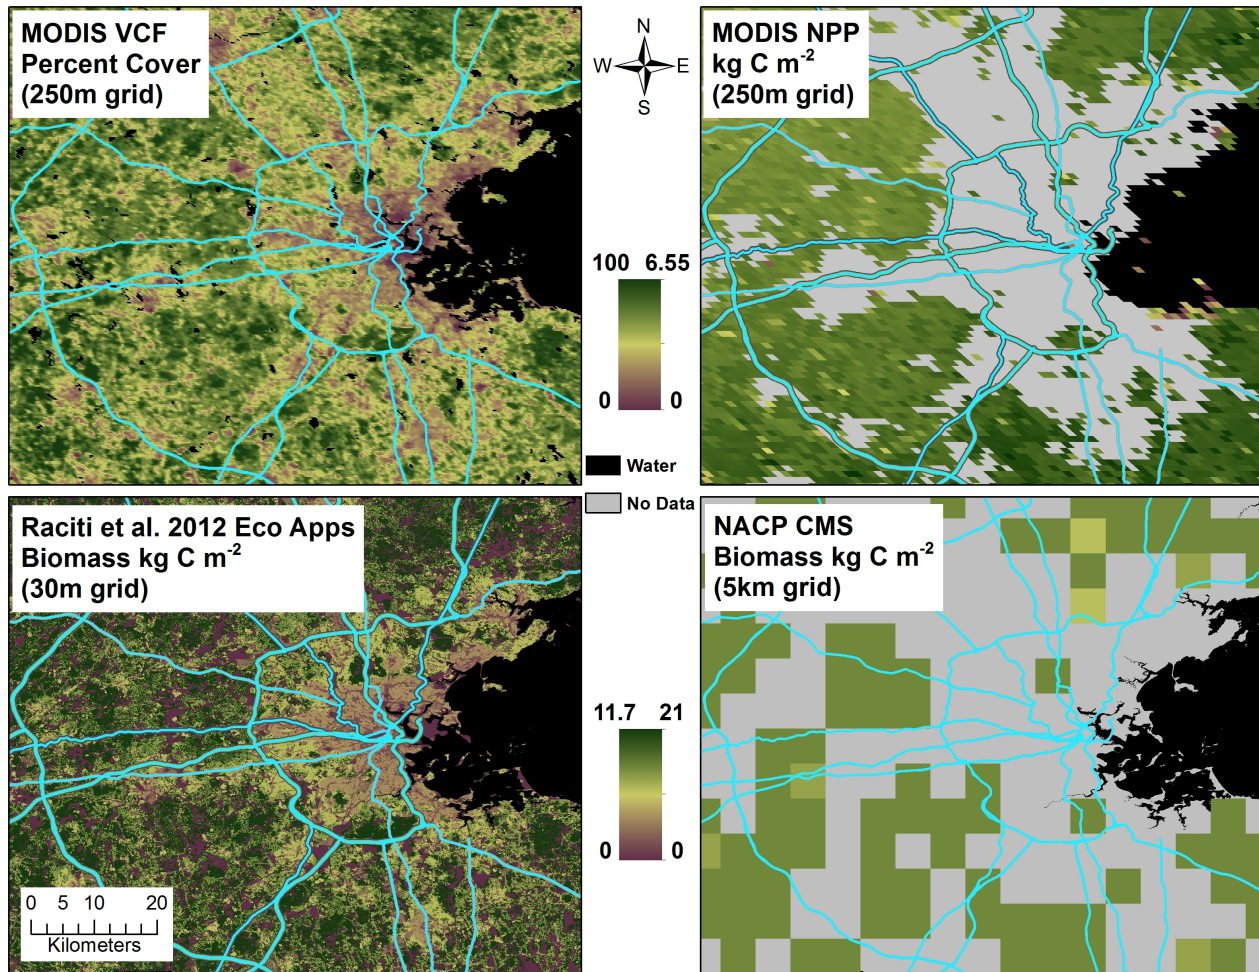 MODIS VCF
Percent Cover
(250m grid)
N
W E
S
MODIS NPP
kg C m-2
(250m grid)
100 6.55
0 0
Water
No Data
Raciti et al. 2012 Eco Apps
Biomass kg C m-2
(30m grid)
0 5 10 20
Kilometers
11.7 21
0 0
NACP CMS
Biomass kg C m-2
(5km grid)